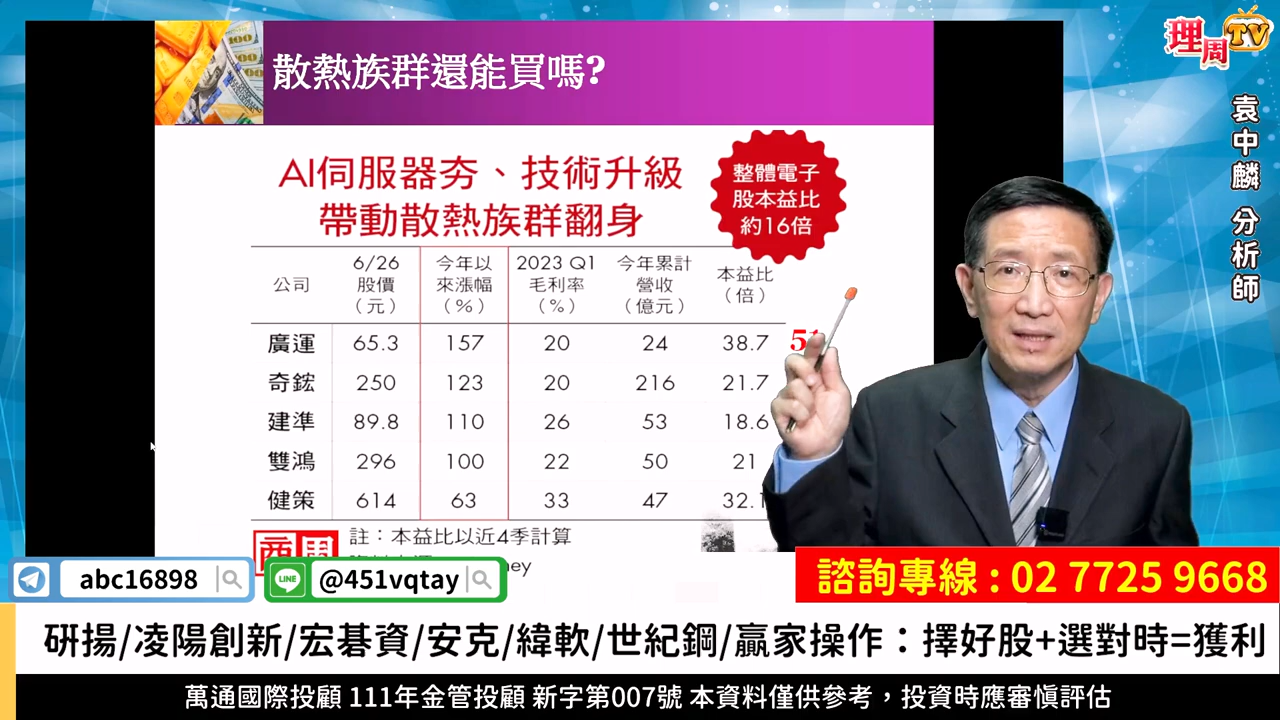 理周TV
袁中麟 分析師
散熱族群還能買嗎?
AI伺服器夯、技術升級
帶動散熱族群翻身
整體電子
股本益比
約16倍
公司 6/26股價（元） 今年以來漲幅（%） 2023 Q1毛利率（%） 今年累計營收（億元） 本益比（倍）
廣運 65.3 157 20 24 38.7
奇鋐 250 123 20 216 21.7
建準 89.8 110 26 53 18.6
雙鴻 296 100 22 50 21
健策 614 63 33 47 32.1
註：本益比以近4季計算
abc16898
LINE
@451vqtay
諮詢專線 : 02 7725 9668
研揚/凌陽創新/宏碁資/安克/緯軟/世紀鋼/贏家操作：擇好股+選對時=獲利
萬通國際投顧 111年金管投顧 新字第007號 本資料僅供參考，投資時應審慎評估